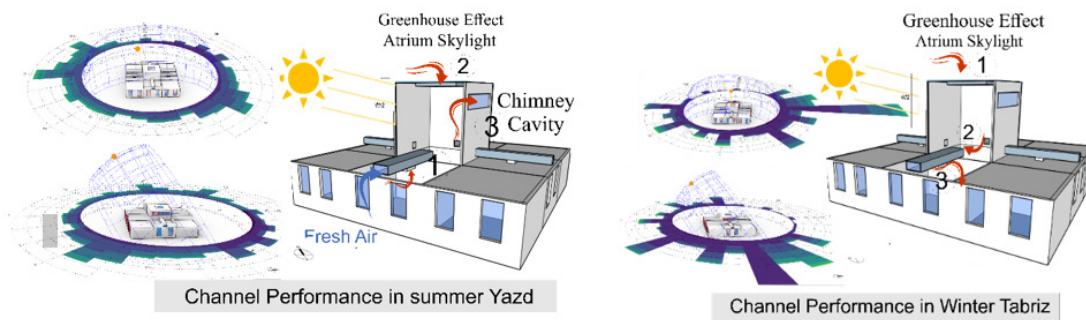 Greenhouse Effect
Atrium Skylight
2
Chimney
Cavity
3
1
Fresh Air
Channel Performance in summer Yazd
Greenhouse Effect
Atrium Skylight
1
2
3
Channel Performance in Winter Tabriz